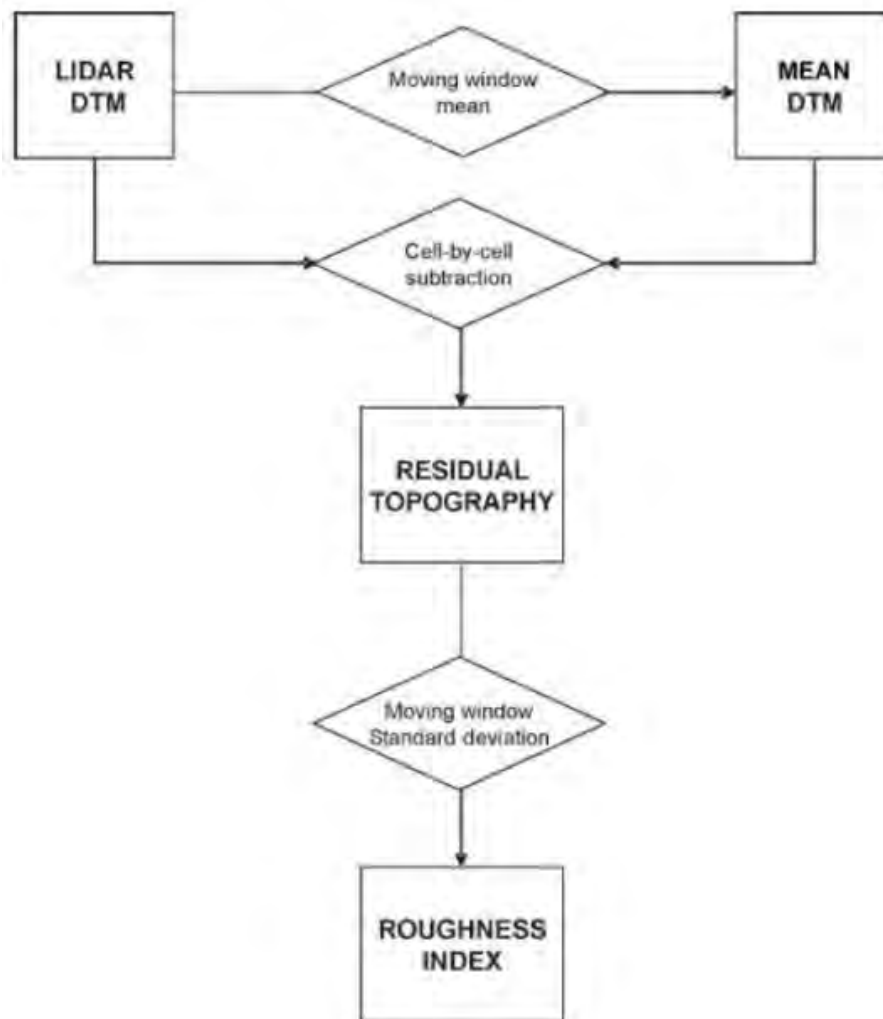 LIDAR
DTM
Moving window
mean
MEAN
DTM
Cell-by-cell
subtraction
RESIDUAL
TOPOGRAPHY
Moving window
Standard deviation
ROUGHNESS
INDEX